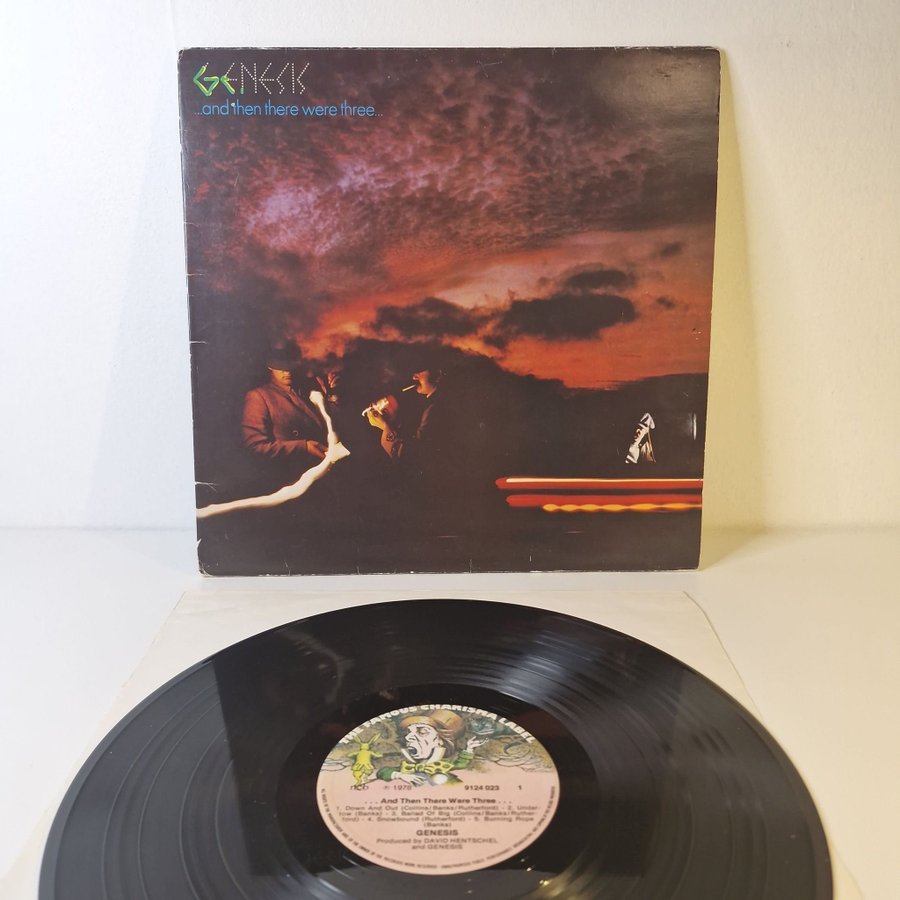 GENESIS
...and then there were three...
THE FAMOUS CHARISMA LABEL
℗ 1978
9124 023 1
... And Then There Were Three ...
1. Down And Out (Collins/Banks/Rutherford) - 2. Under-
tow (Banks) - 3. Ballad of Big (Collins/Banks/Ruther-
ford) - 4. Snowbound (Rutherford) - 5. Burning Rope
(Banks)
GENESIS
Produced by DAVID HENTSCHEL
and GENESIS